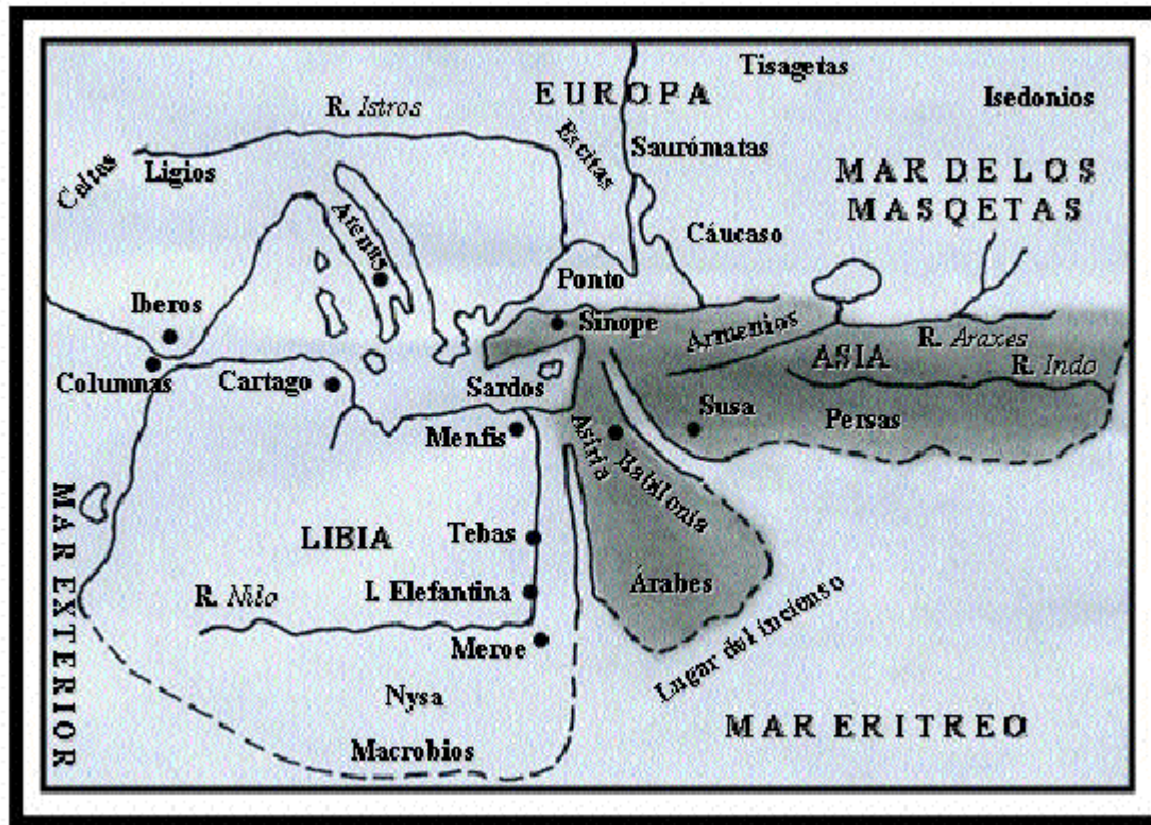 Tisagetas
EUROPA
Isedonios
R. Istros
Escitas
Saurómatas
Celtas
Ligios
MAR DE LOS
MASQETAS
Atenas
Cáucaso
Ponto
Iberos
Sinope
Armenios
R. Araxes
ASIA
R. Indo
Columnas
Cartago
Sardos
Susa
Persas
Menfis
Asiria
Babilonia
MAR EXTERIOR
LIBIA
Tebas
Árabes
R. Nilo
I. Elefantina
Lugar del incienso
Meroe
Nysa
MAR ERITREO
Macrobios